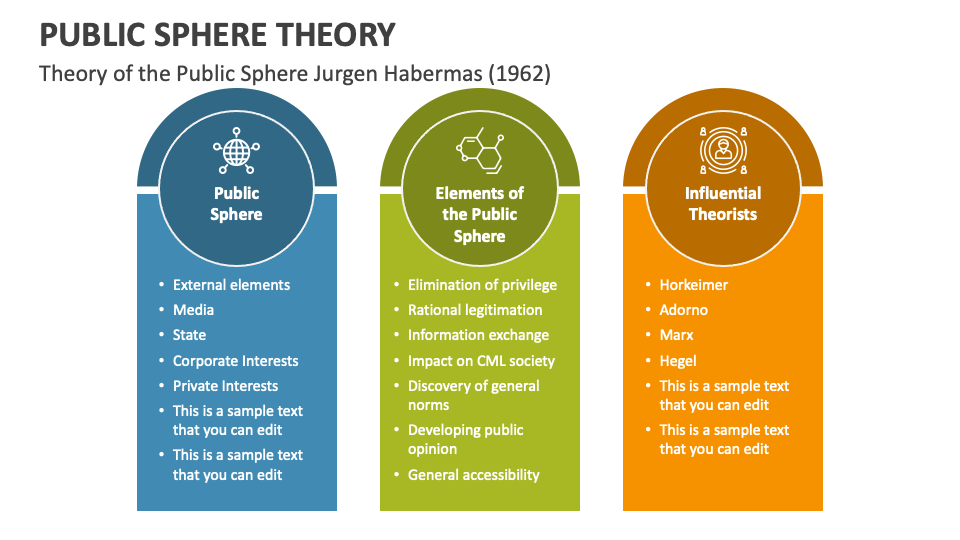 PUBLIC SPHERE THEORY
Theory of the Public Sphere Jurgen Habermas (1962)
Public
Sphere
• External elements
• Media
• State
• Corporate Interests
• Private Interests
• This is a sample text
that you can edit
• This is a sample text
that you can edit
Elements of
the Public
Sphere
• Elimination of privilege
• Rational legitimation
• Information exchange
• Impact on CML society
• Discovery of general
norms
• Developing public
opinion
• General accessibility
Influential
Theorists
• Horkeimer
• Adorno
• Marx
• Hegel
• This is a sample text
that you can edit
• This is a sample text
that you can edit